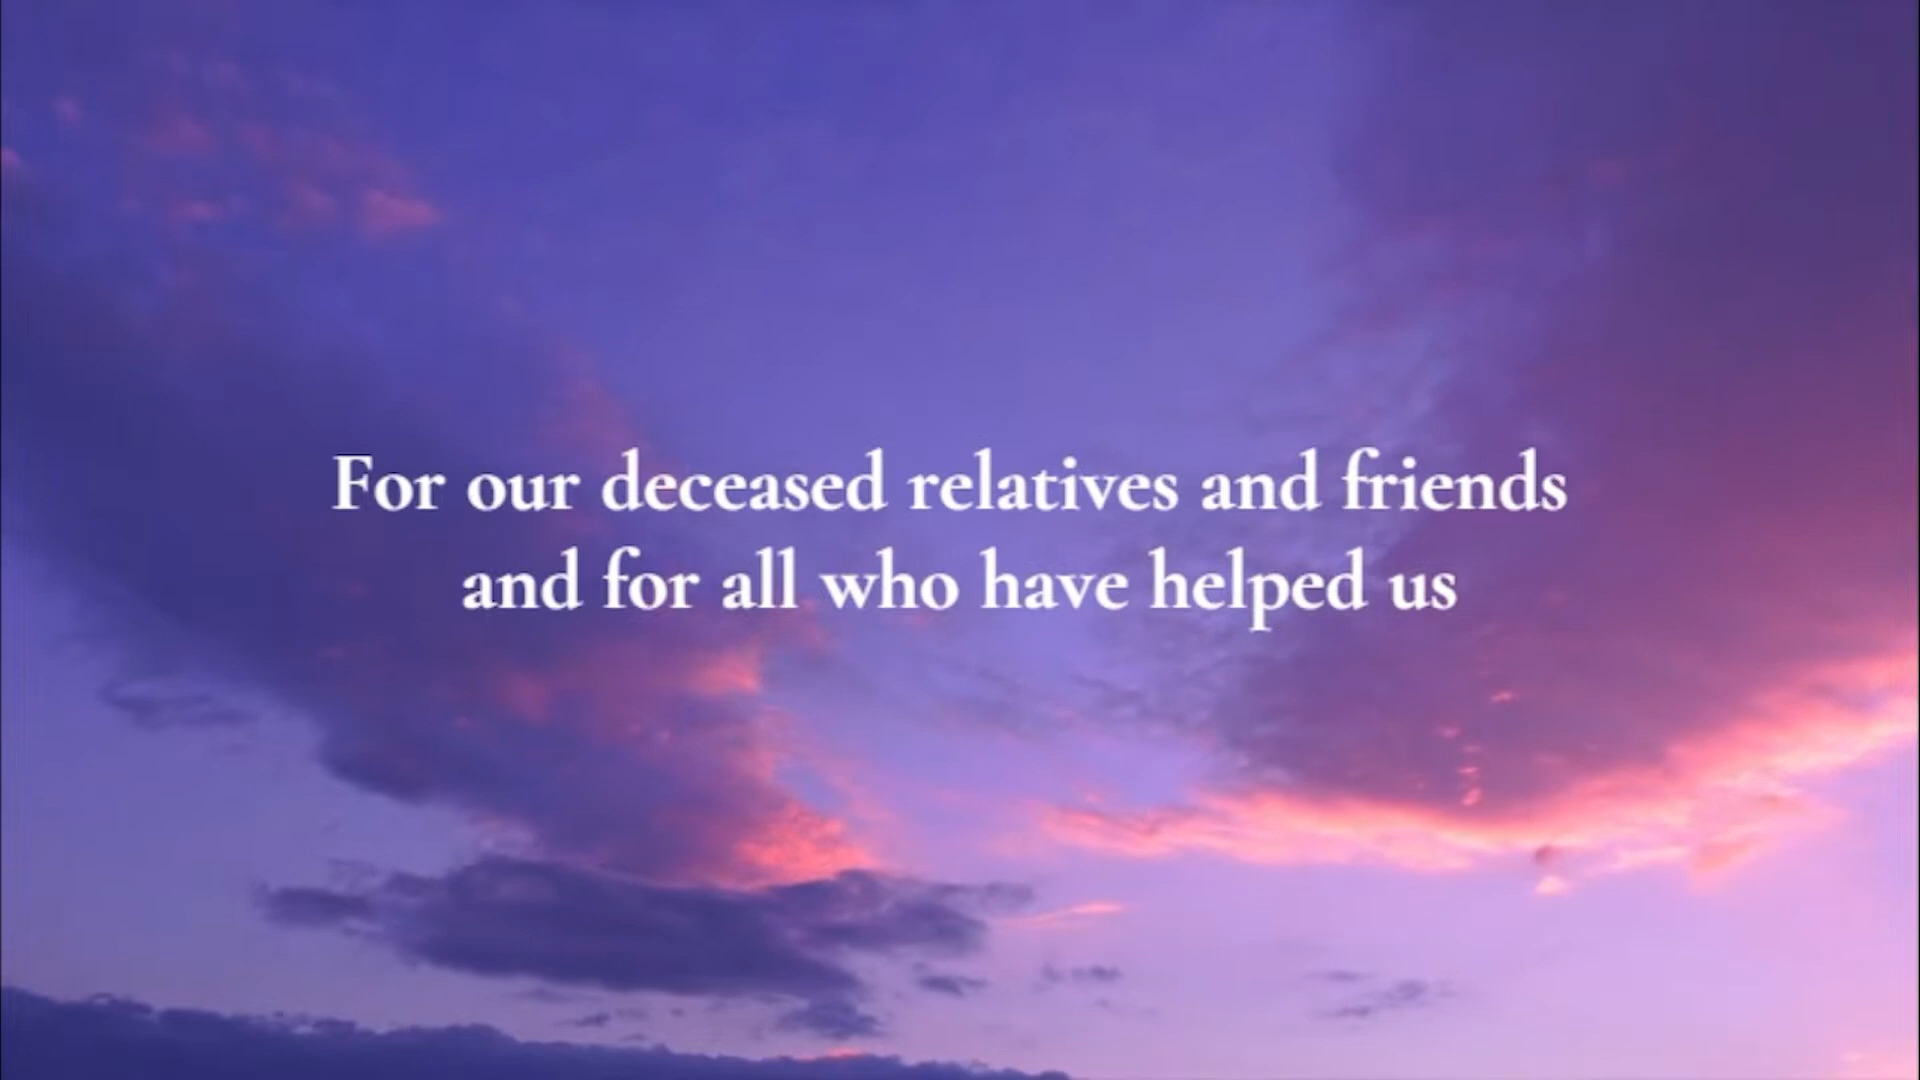 For our deceased relatives and friends
and for all who have helped us